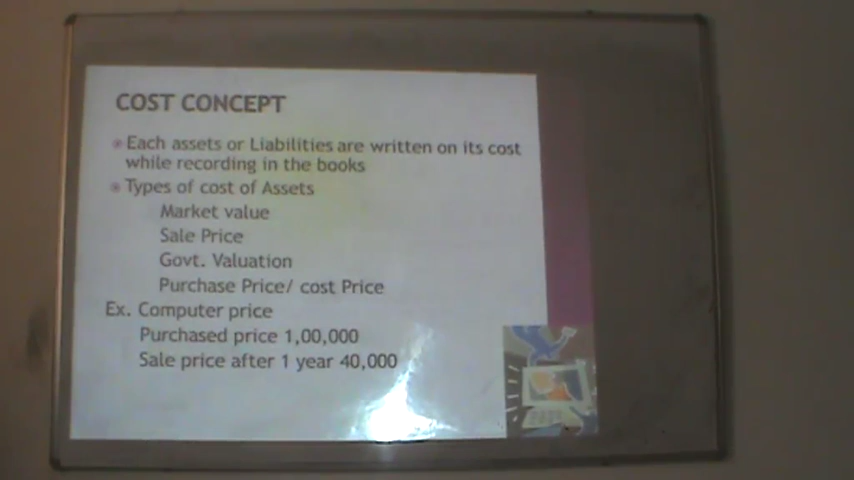 COST CONCEPT
Each assets or Liabilities are written on its cost
while recording in the books
Types of cost of Assets
Market value
Sale Price
Govt. Valuation
Purchase Price/ cost Price
Ex. Computer price
Purchased price 1,00,000
Sale price after 1 year 40,000